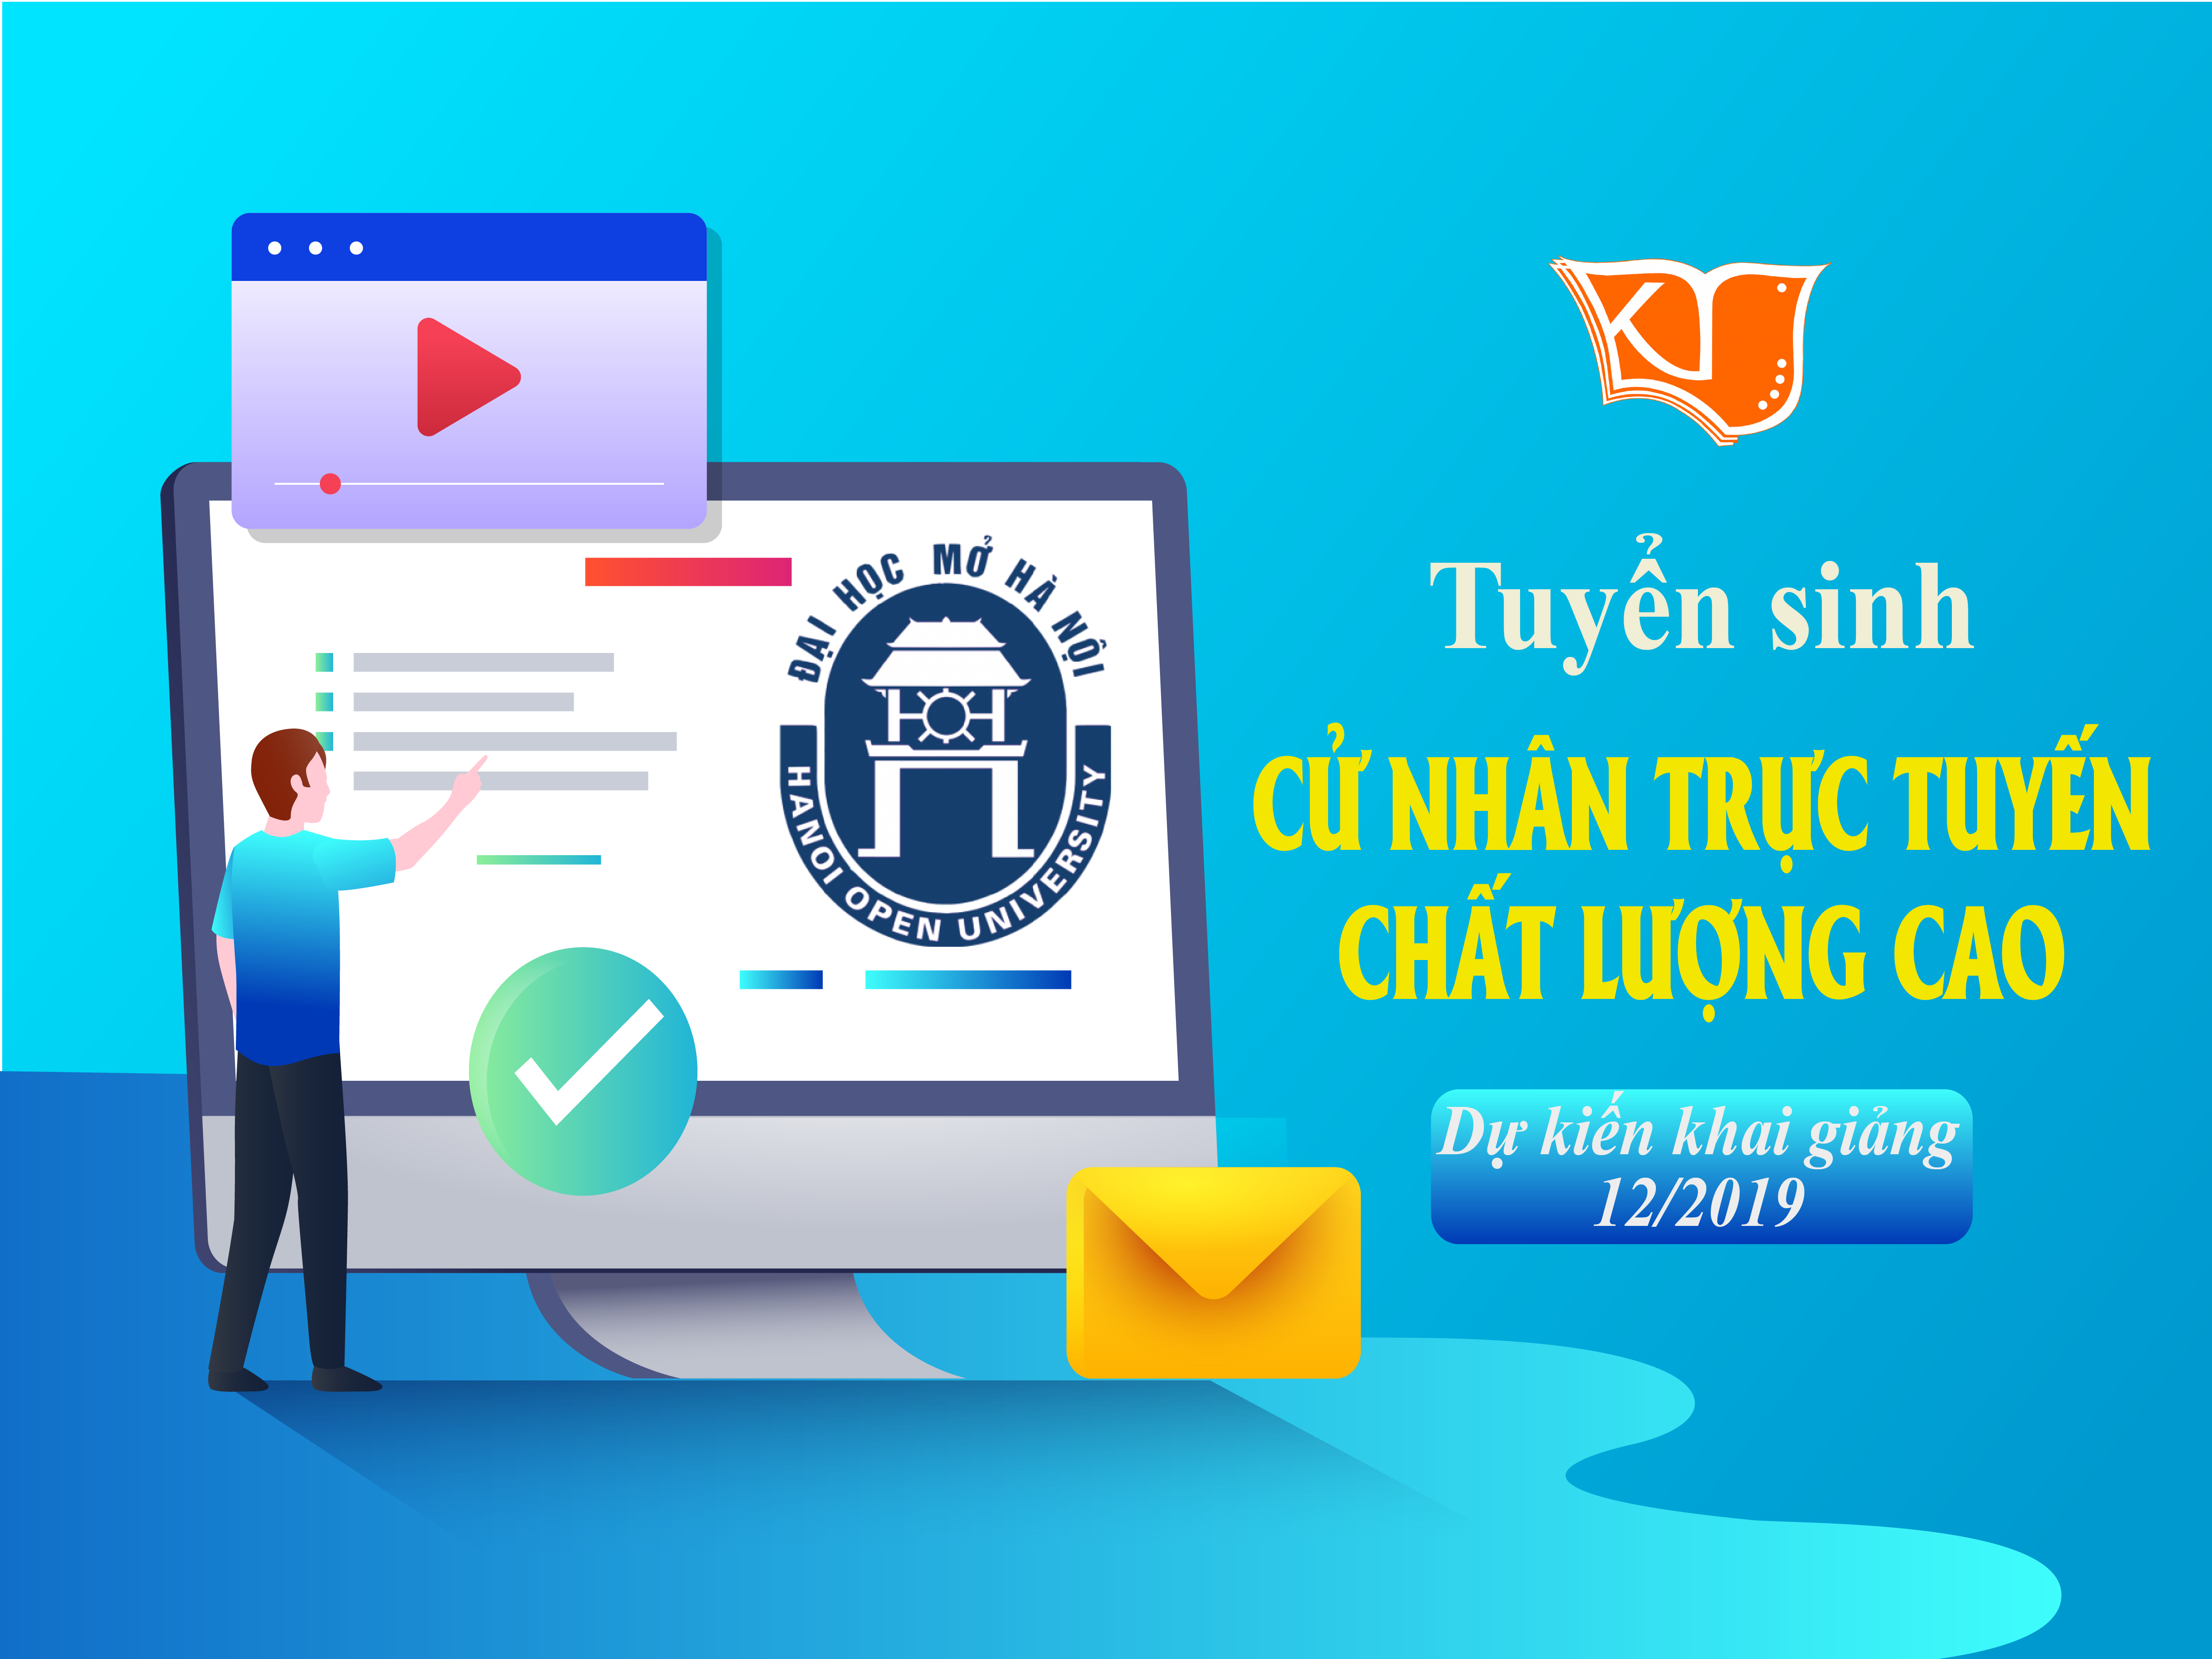 ĐẠI HỌC MỞ HÀ NỘI
HANOI OPEN UNIVERSITY
Tuyển sinh
CỬ NHÂN TRỰC TUYẾN
CHẤT LƯỢNG CAO
Dự kiến khai giảng
12/2019